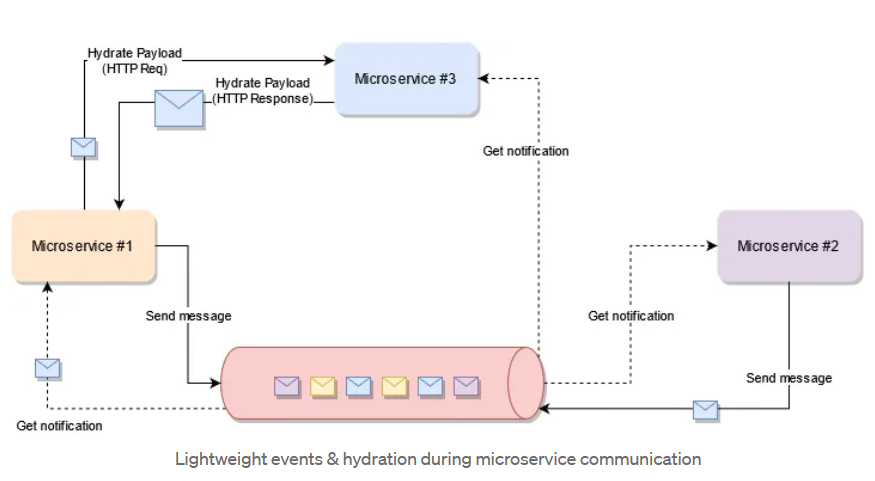 Hydrate Payload
(HTTP Req)
Hydrate Payload
(HTTP Response)
Microservice #3
Get notification
Microservice #1
Microservice #2
Send message
Get notification
Send message
Get notification
Lightweight events & hydration during microservice communication